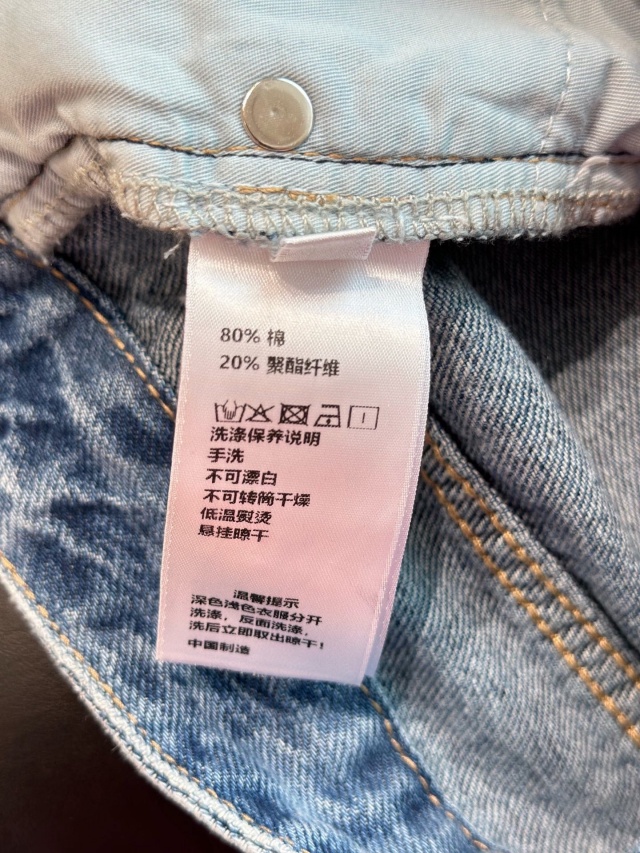 80% 棉
20% 聚酯纤维
洗涤保养说明
手洗
不可漂白
不可转筒干燥
低温熨烫
悬挂晾干
温馨提示
深色浅色衣服分开
洗涤，反面洗涤，
洗后立即取出晾干！
中国制造